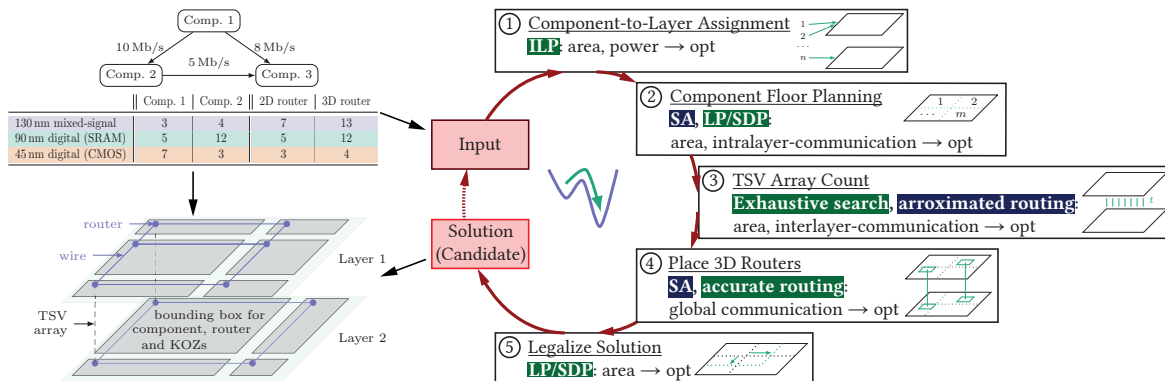 Comp. 1
10 Mb/s
8 Mb/s
5 Mb/s
Comp. 2
Comp. 3
Comp. 1 Comp. 2 2D router 3D router
130 nm mixed-signal 3 4 7 13
90 nm digital (SRAM) 5 12 5 12
45 nm digital (CMOS) 7 3 3 4
router
wire
Layer 1
TSV
array
bounding box for
component, router
and KOZs
Layer 2
Input
Solution
(Candidate)
1 Component-to-Layer Assignment
ILP: area, power → opt
1
2
...
n
2 Component Floor Planning
SA, LP/SDP:
area, intralayer-communication → opt
1 2
... m
3 TSV Array Count
Exhaustive search, arroximated routing:
area, interlayer-communication → opt
t
4 Place 3D Routers
SA, accurate routing:
global communication → opt
5 Legalize Solution
LP/SDP: area → opt